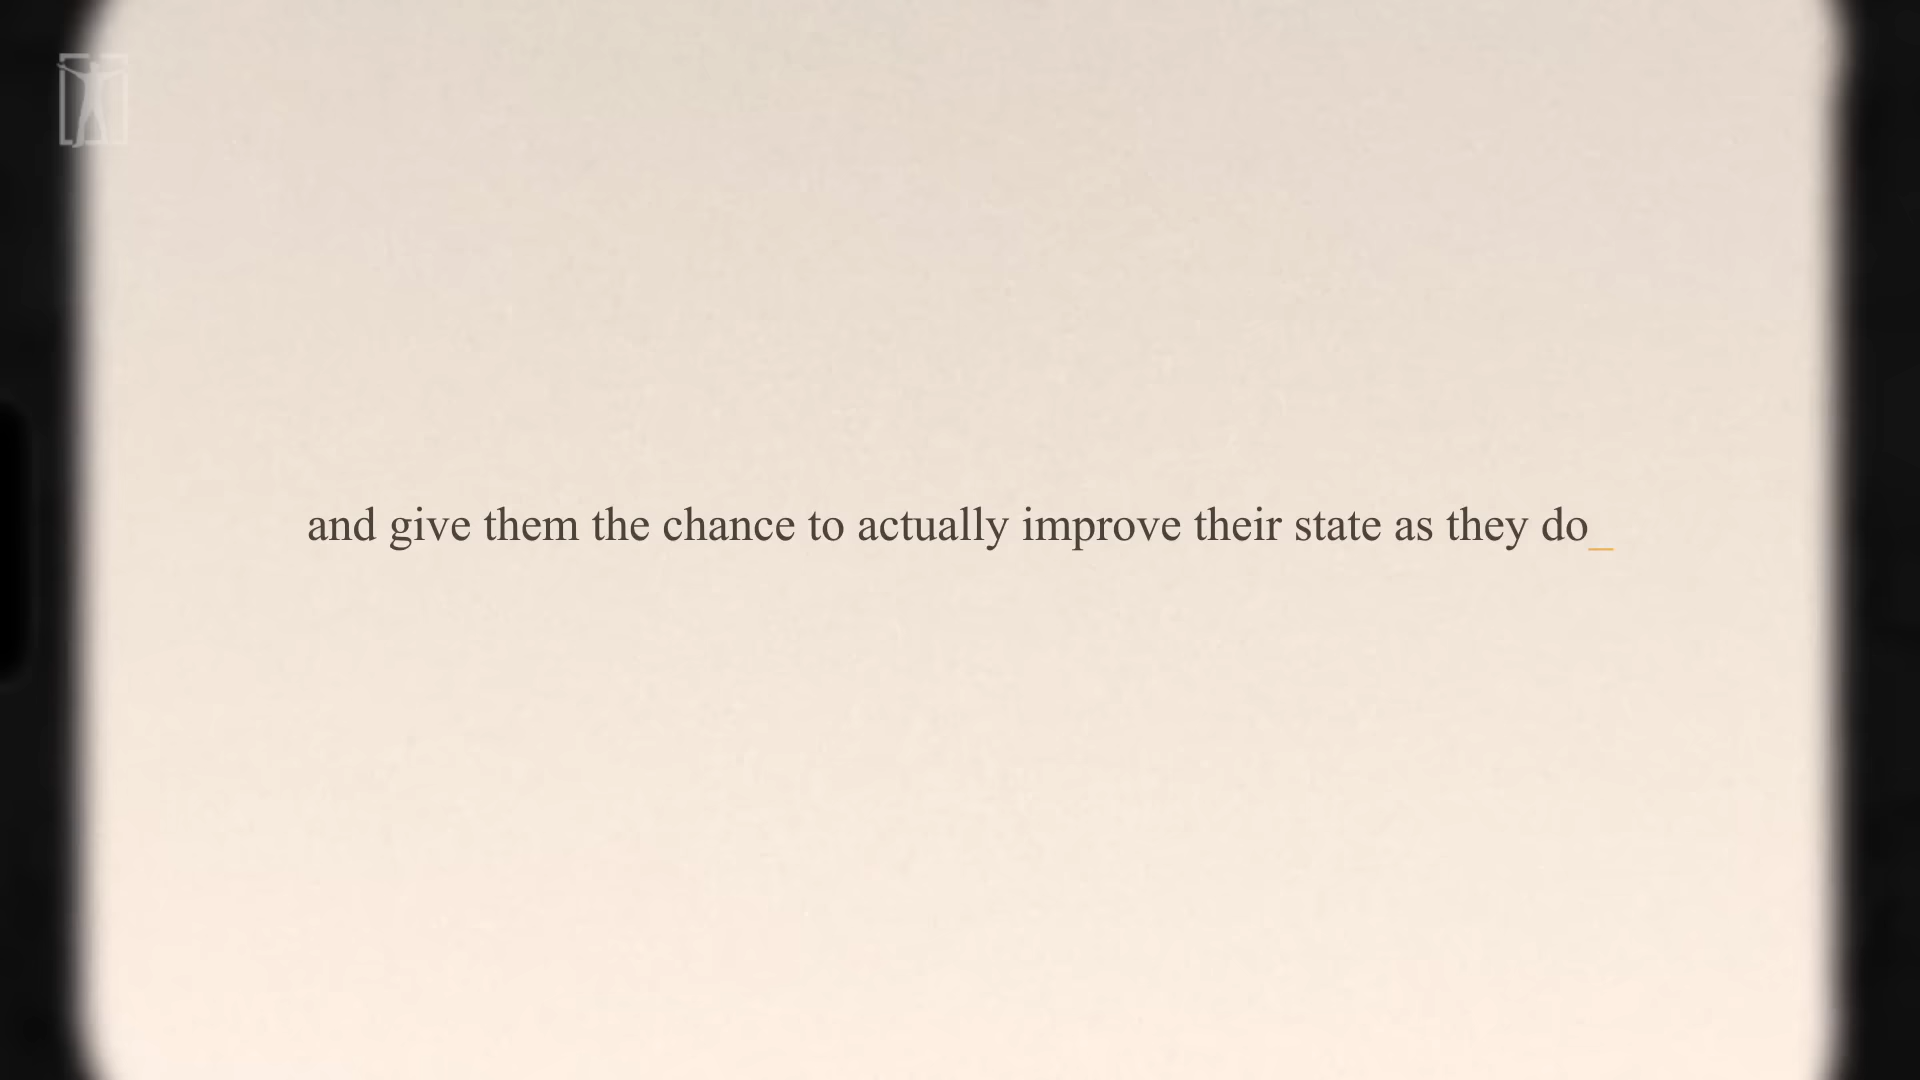 and give them the chance to actually improve their state as they do_